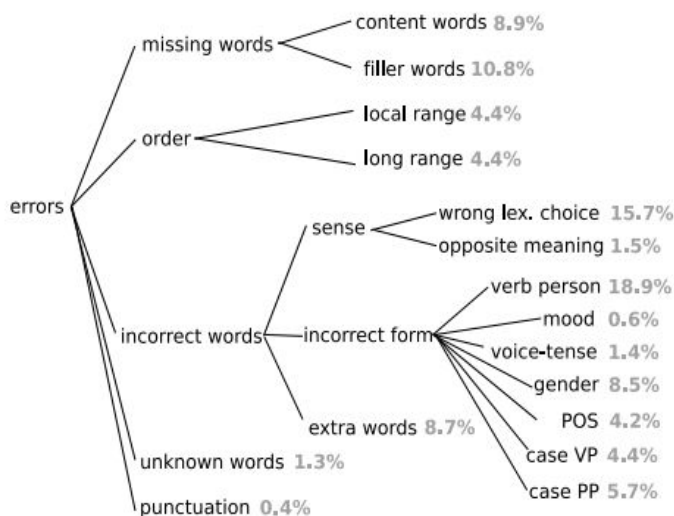 content words 8.9%
missing words
filler words 10.8%
local range 4.4%
order
long range 4.4%
errors
wrong lex. choice 15.7%
sense
opposite meaning 1.5%
verb person 18.9%
mood 0.6%
incorrect words
incorrect form
voice-tense 1.4%
gender 8.5%
POS 4.2%
extra words 8.7%
case VP 4.4%
unknown words 1.3%
case PP 5.7%
punctuation 0.4%